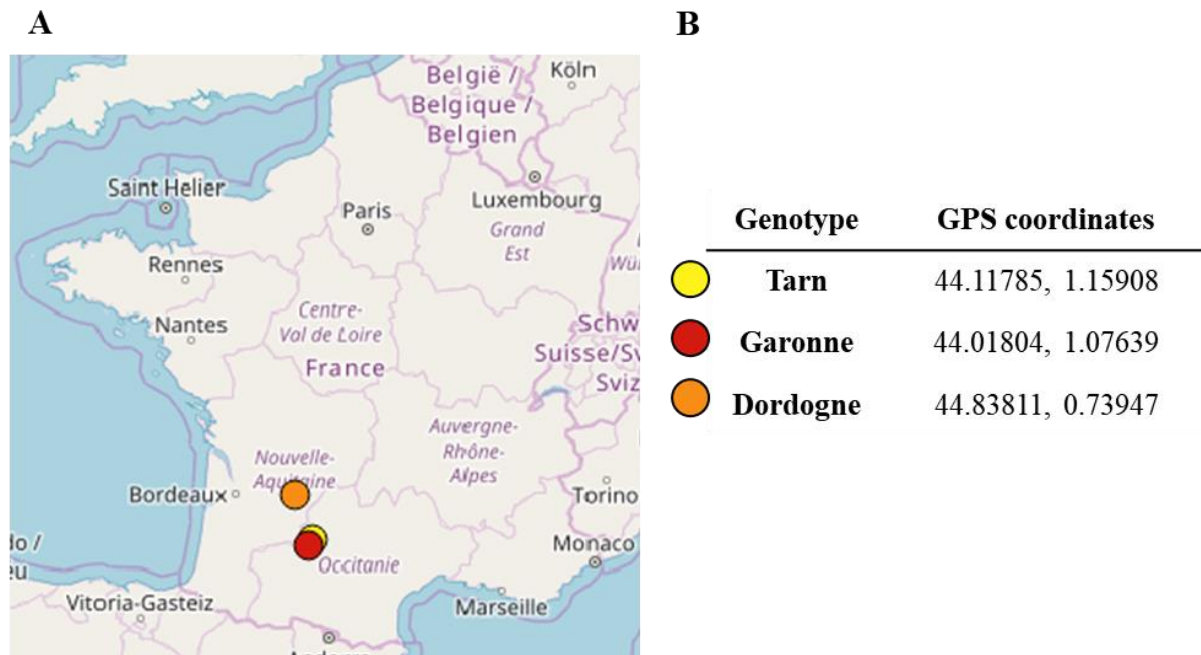 A
België /
Belgique /
Belgien
Köln
Saint Helier
Paris
Luxembourg
Grand
Est
Rennes
Nantes
Centre-
Val de Loire
France
Schw
Suisse/Sv
Sviz
Auvergne-
Rhône-
Alpes
Nouvelle-
Aquitaine
Bordeaux
Torino
Occitanie
Monaco
Vitoria-Gasteiz
Marseille
B
Genotype GPS coordinates
Tarn 44.11785, 1.15908
Garonne 44.01804, 1.07639
Dordogne 44.83811, 0.73947